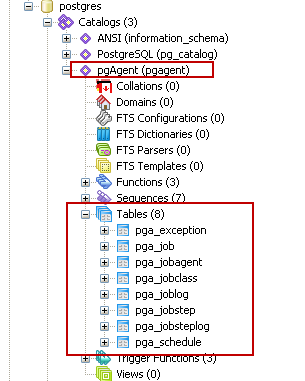 postgres
Catalogs (3)
ANSI (information_schema)
PostgreSQL (pg_catalog)
pgAgent (pgagent)
Collations (0)
Domains (0)
FTS Configurations (0)
FTS Dictionaries (0)
FTS Parsers (0)
FTS Templates (0)
Functions (3)
Sequences (7)
Tables (8)
pga_exception
pga_job
pga_jobagent
pga_jobclass
pga_joblog
pga_jobstep
pga_jobsteplog
pga_schedule
Trigger Functions (3)
Views (0)